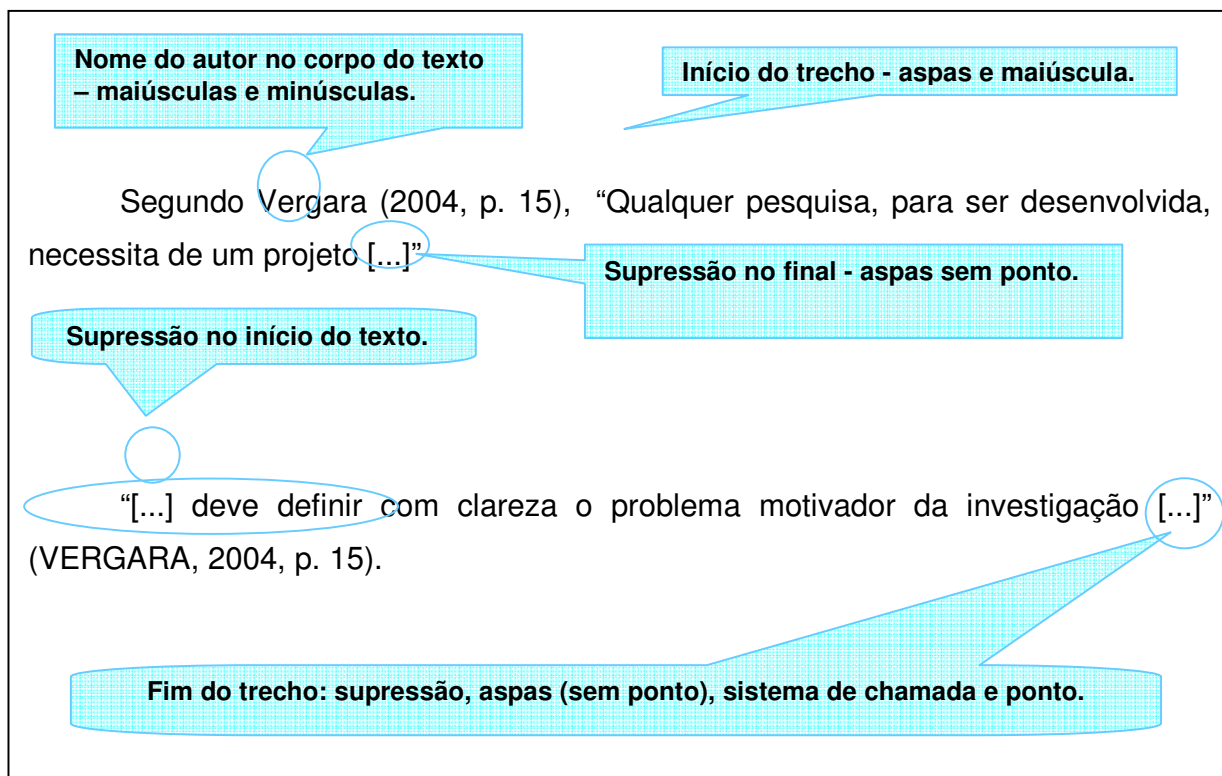 Nome do autor no corpo do texto
– maiúsculas e minúsculas.
Início do trecho - aspas e maiúscula.
Segundo Vergara (2004, p. 15), “Qualquer pesquisa, para ser desenvolvida,
necessita de um projeto [...]”
Supressão no final - aspas sem ponto.
Supressão no início do texto.
“[...] deve definir com clareza o problema motivador da investigação [...]”
(VERGARA, 2004, p. 15).
Fim do trecho: supressão, aspas (sem ponto), sistema de chamada e ponto.